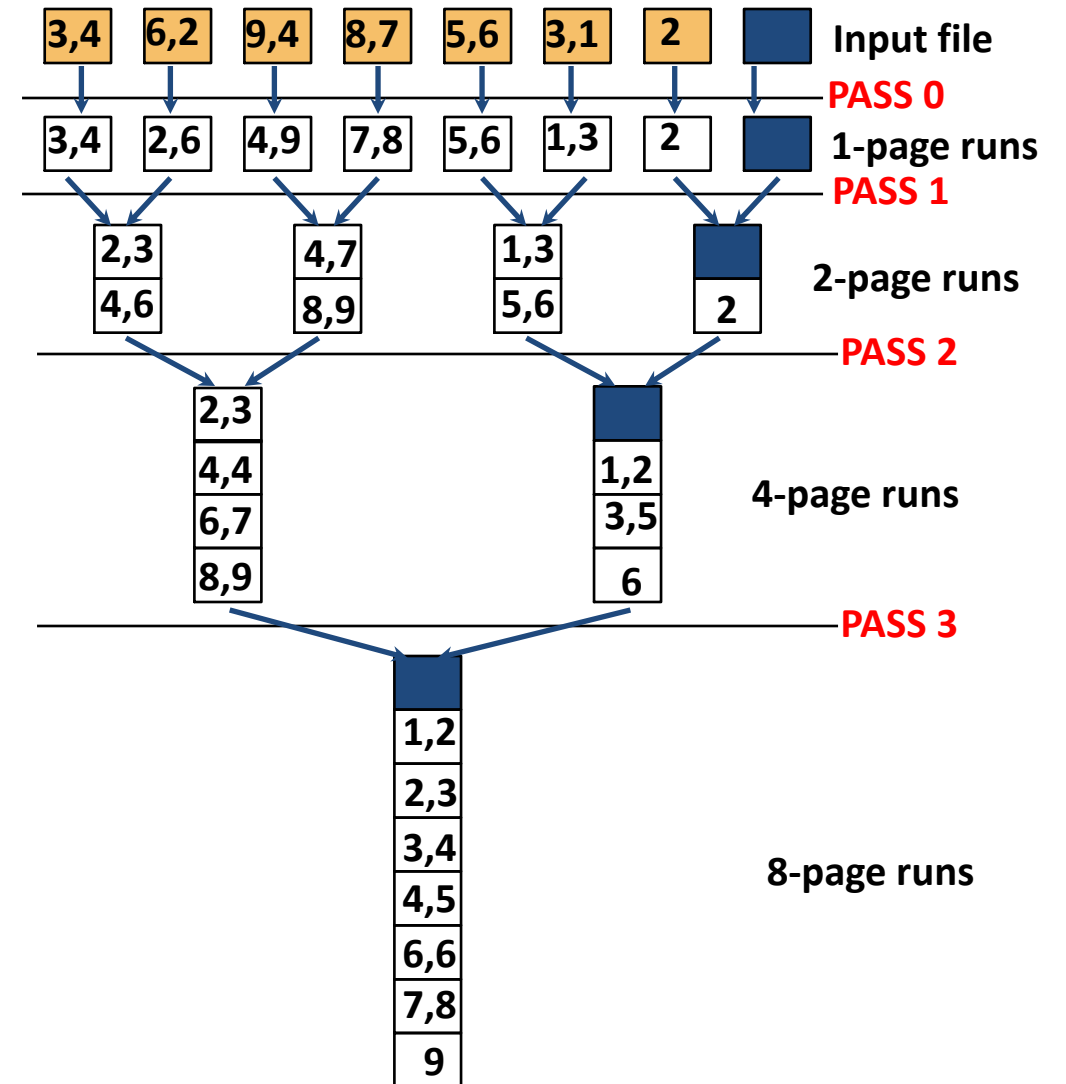 3,4 6,2 9,4 8,7 5,6 3,1 2 Input file
PASS 0
3,4 2,6 4,9 7,8 5,6 1,3 2 1-page runs
PASS 1
2,3 4,7 1,3
2-page runs
4,6 8,9 5,6 2
PASS 2
2,3
4,4 1,2
4-page runs
6,7 3,5
8,9 6
PASS 3
1,2
2,3
3,4
8-page runs
4,5
6,6
7,8
9